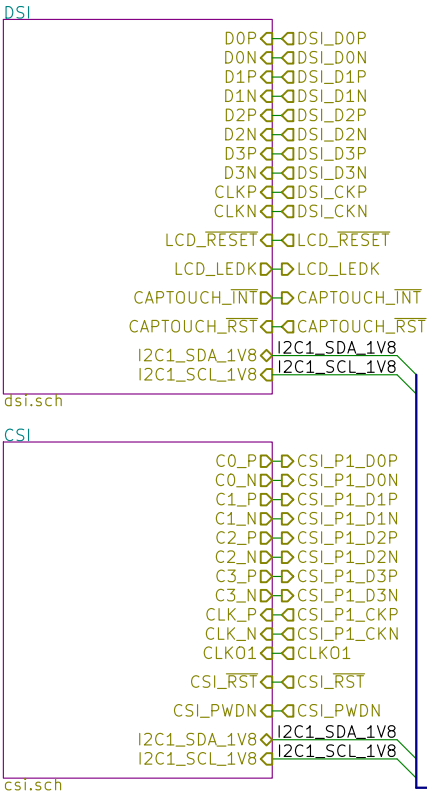 DSI
D0P DSI_D0P
D0N DSI_D0N
D1P DSI_D1P
D1N DSI_D1N
D2P DSI_D2P
D2N DSI_D2N
D3P DSI_D3P
D3N DSI_D3N
CLKP DSI_CKP
CLKN DSI_CKN
LCD_RESET LCD_RESET
LCD_LEDK LCD_LEDK
CAPTOUCH_INT CAPTOUCH_INT
CAPTOUCH_RST CAPTOUCH_RST
I2C1_SDA_1V8 I2C1_SDA_1V8
I2C1_SCL_1V8 I2C1_SCL_1V8
dsi.sch
CSI
C0_P CSI_P1_D0P
C0_N CSI_P1_D0N
C1_P CSI_P1_D1P
C1_N CSI_P1_D1N
C2_P CSI_P1_D2P
C2_N CSI_P1_D2N
C3_P CSI_P1_D3P
C3_N CSI_P1_D3N
CLK_P CSI_P1_CKP
CLK_N CSI_P1_CKN
CLKO1 CLKO1
CSI_RST CSI_RST
CSI_PWDN CSI_PWDN
I2C1_SDA_1V8 I2C1_SDA_1V8
I2C1_SCL_1V8 I2C1_SCL_1V8
csi.sch